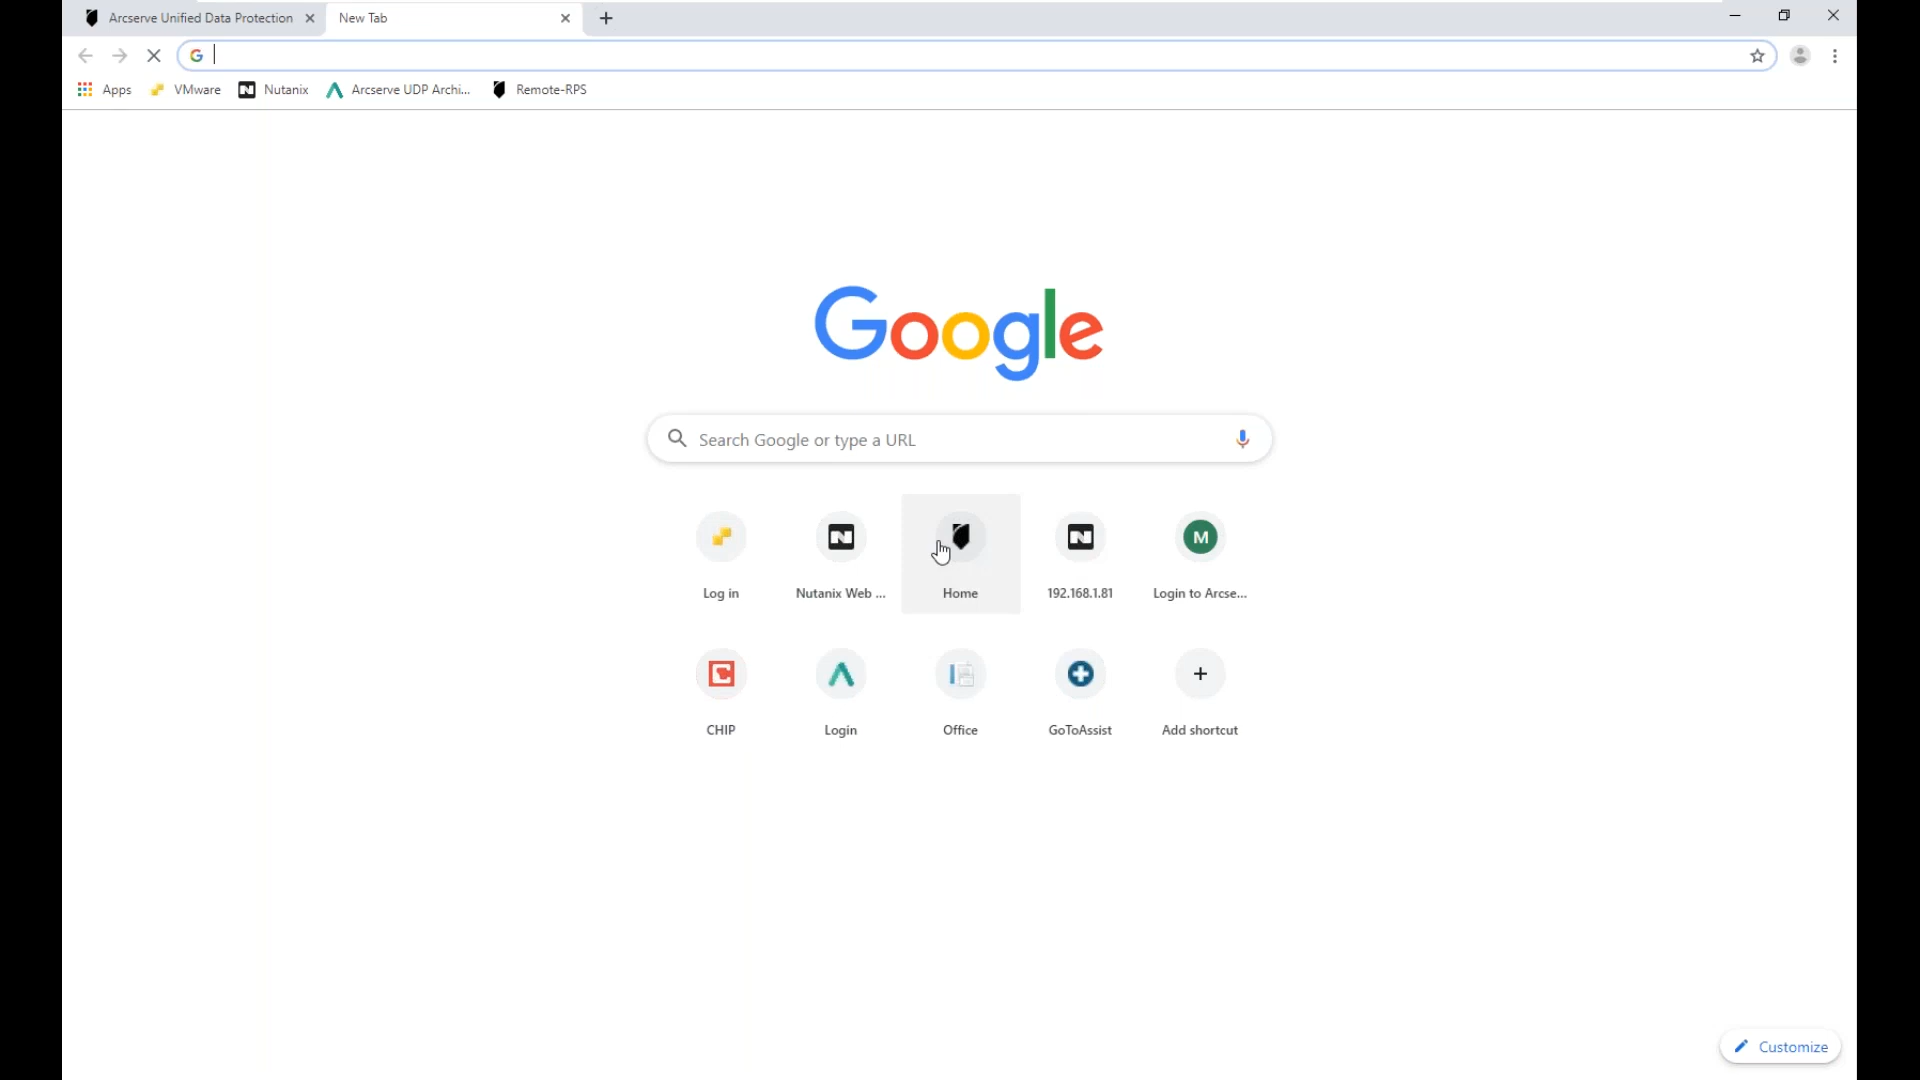 Arcserve Unified Data Protection
New Tab
Apps
VMware
Nutanix
Arcserve UDP Archi...
Remote-RPS
Google
Search Google or type a URL
Log in
Nutanix Web ...
Home
192.168.1.81
M
Login to Arcse...
CHIP
Login
Office
GoToAssist
Add shortcut
Customize